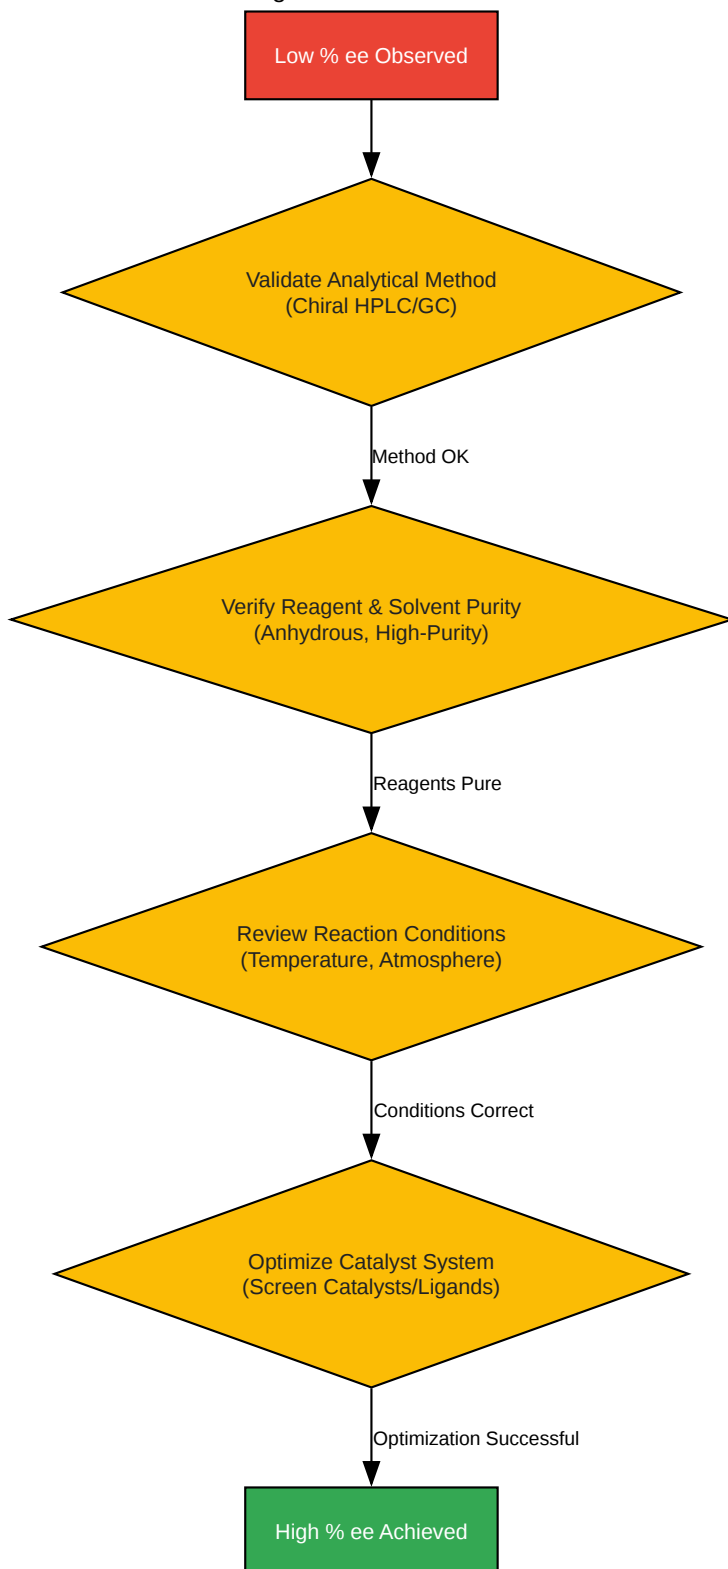 Low % ee Observed
Validate Analytical Method
(Chiral HPLC/GC)
Method OK
Verify Reagent & Solvent Purity
(Anhydrous, High-Purity)
Reagents Pure
Review Reaction Conditions
(Temperature, Atmosphere)
Conditions Correct
Optimize Catalyst System
(Screen Catalysts/Ligands)
Optimization Successful
High % ee Achieved